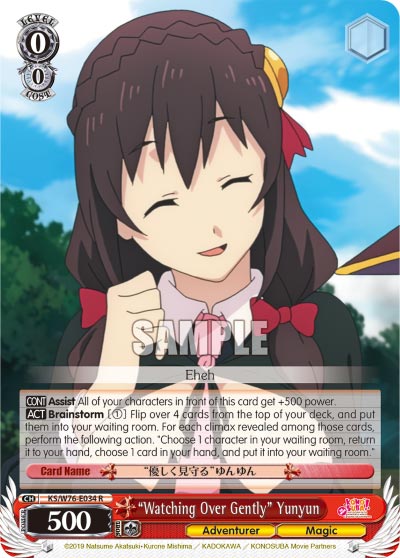 LEVEL
0
0
COST
SAMPLE
Eheh
CONT Assist All of your characters in front of this card get +500 power.
ACT Brainstorm [①] Flip over 4 cards from the top of your deck, and put
them into your waiting room. For each climax revealed among those cards,
perform the following action. "Choose 1 character in your waiting room, return
it to your hand, choose 1 card in your hand, and put it into your waiting room."
Card Name "優しく見守る"ゆんゆん
CH KS/W76-E034 R
POWER 500
"Watching Over Gently" Yunyun
Adventurer Magic
©2019 Natsume Akatsuki・Kurone Mishima / KADOKAWA / KONOSUBA Movie Partners